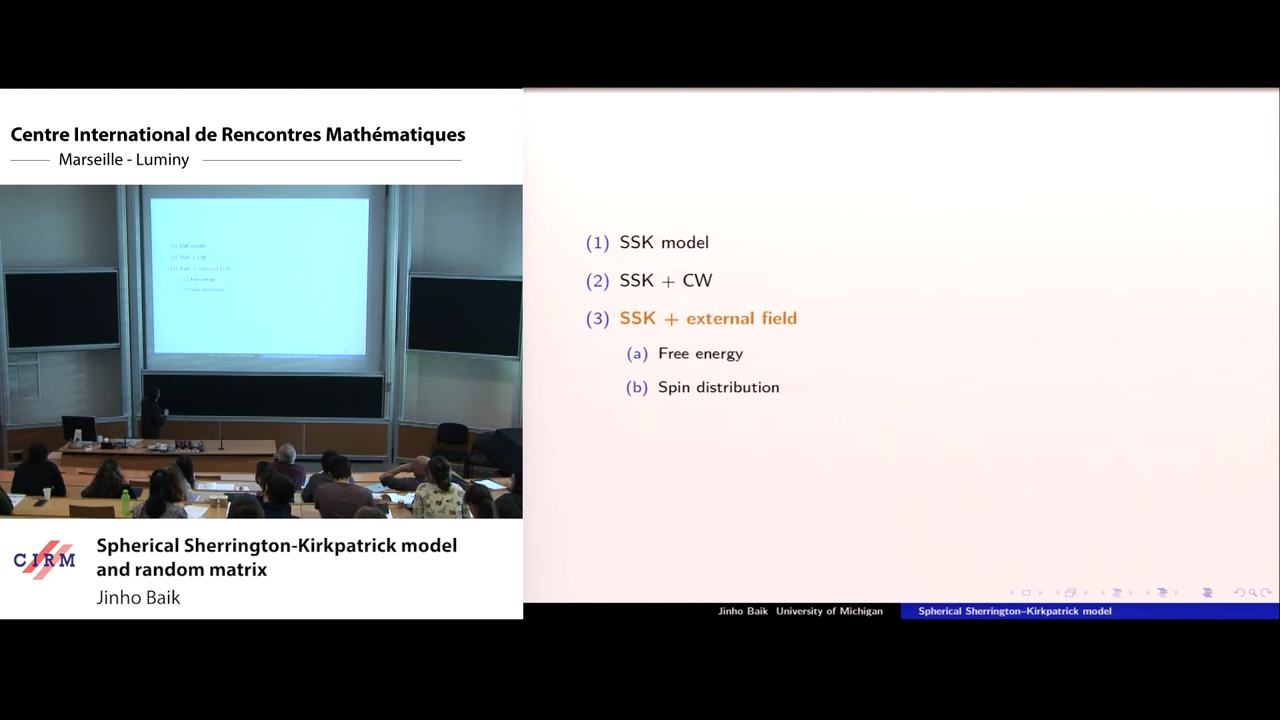 Centre International de Rencontres Mathématiques
Marseille - Luminy
(1) SSK model
(2) SSK + CW
(3) SSK + external field
(a) Free energy
(b) Spin distribution
CIRM
Spherical Sherrington-Kirkpatrick model
and random matrix
Jinho Baik
Jinho Baik University of Michigan
Spherical Sherrington–Kirkpatrick model